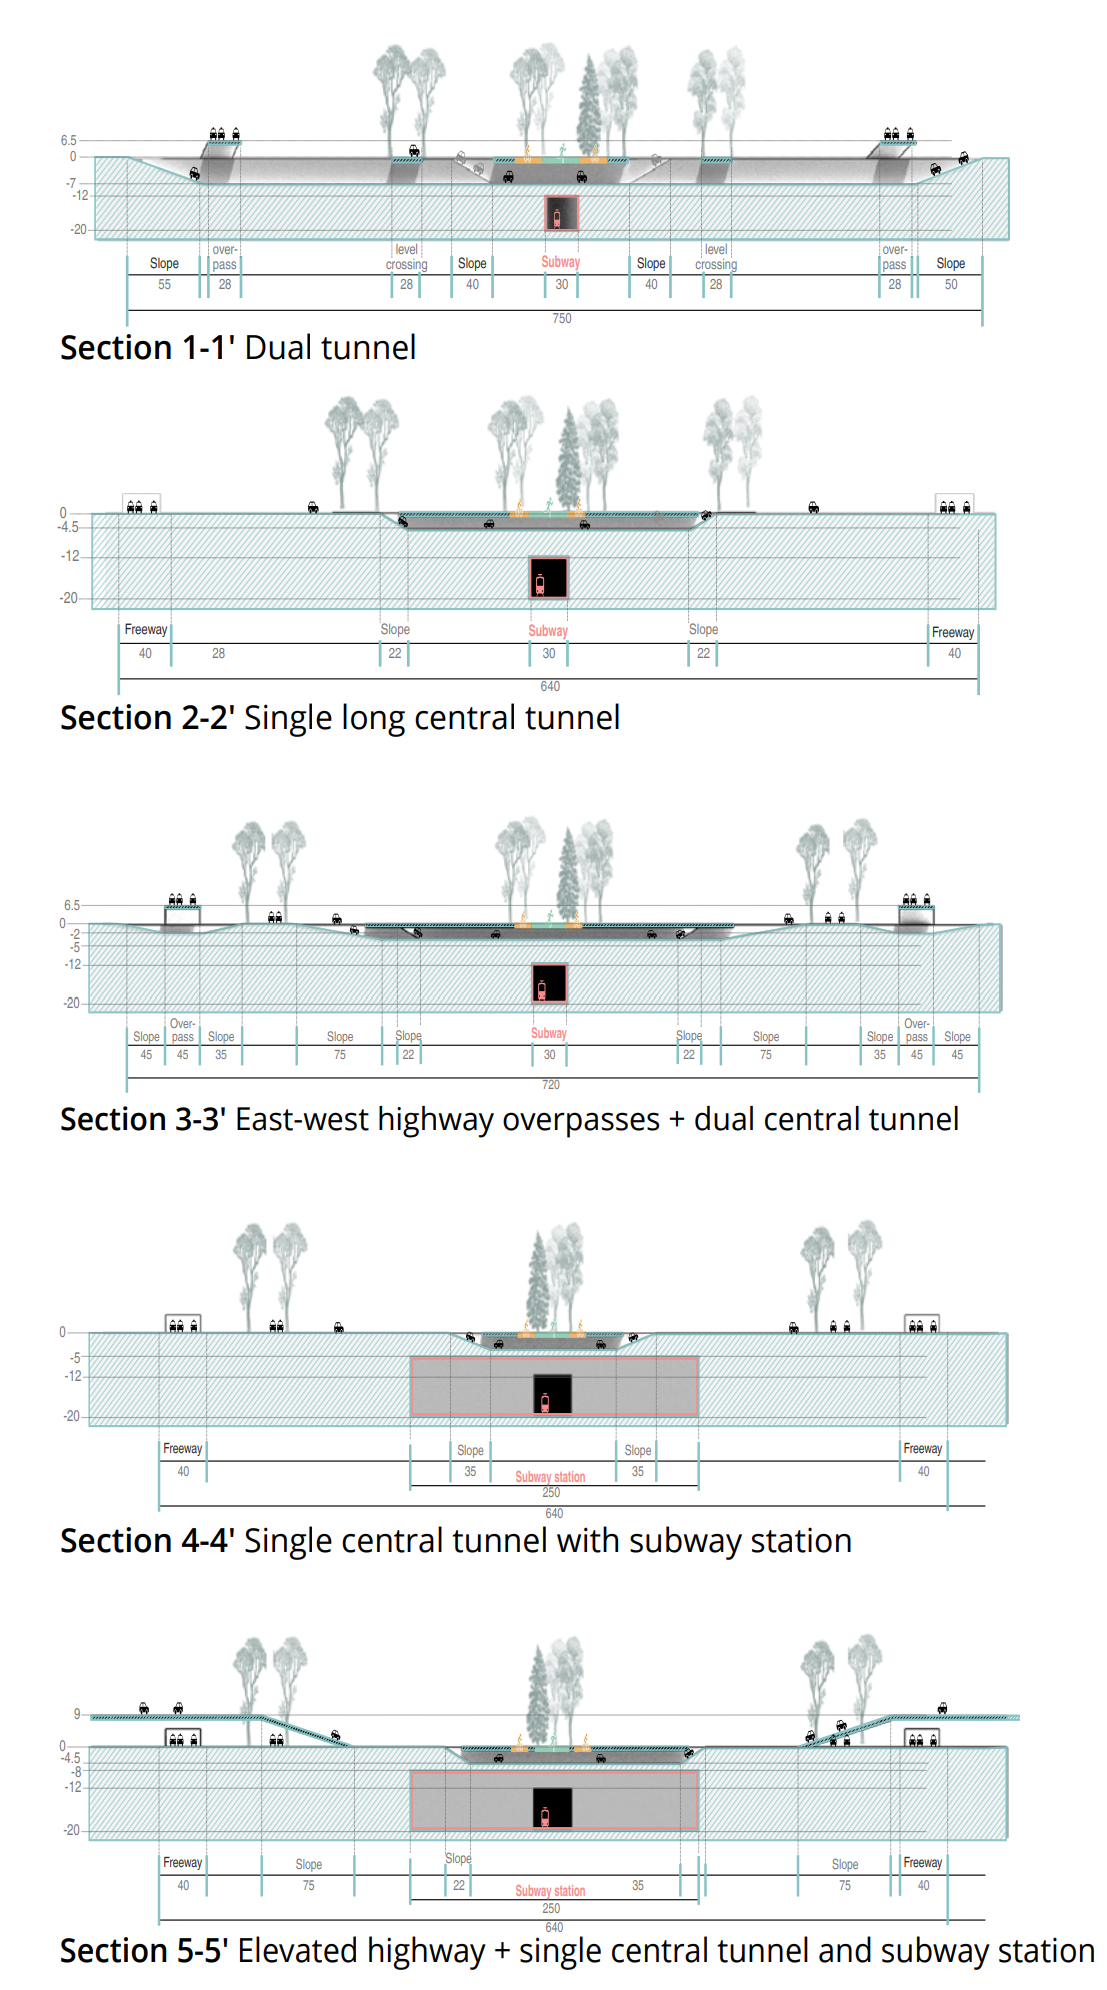 6.5
0
-7
-12
-20
Slope over-pass level crossing Slope Subway Slope level crossing over-pass Slope
55 28 28 40 30 40 28 28 50
750
Section 1-1' Dual tunnel
0
-4.5
-12
-20
Freeway Slope Subway Slope Freeway
40 28 22 30 22 40
640
Section 2-2' Single long central tunnel
6.5
0
-2
-5
-12
-20
Slope Over-pass Slope Slope Slope Subway Slope Slope Slope Over-pass Slope
45 45 35 75 22 30 22 75 35 45 45
720
Section 3-3' East-west highway overpasses + dual central tunnel
0
-5
-12
-20
Freeway Slope Slope Freeway
40 35 Subway station 35 40
250
640
Section 4-4' Single central tunnel with subway station
9
0
-4.5
-8
-12
-20
Freeway Slope Slope Slope Freeway
40 75 22 Subway station 35 75 40
250
640
Section 5-5' Elevated highway + single central tunnel and subway station